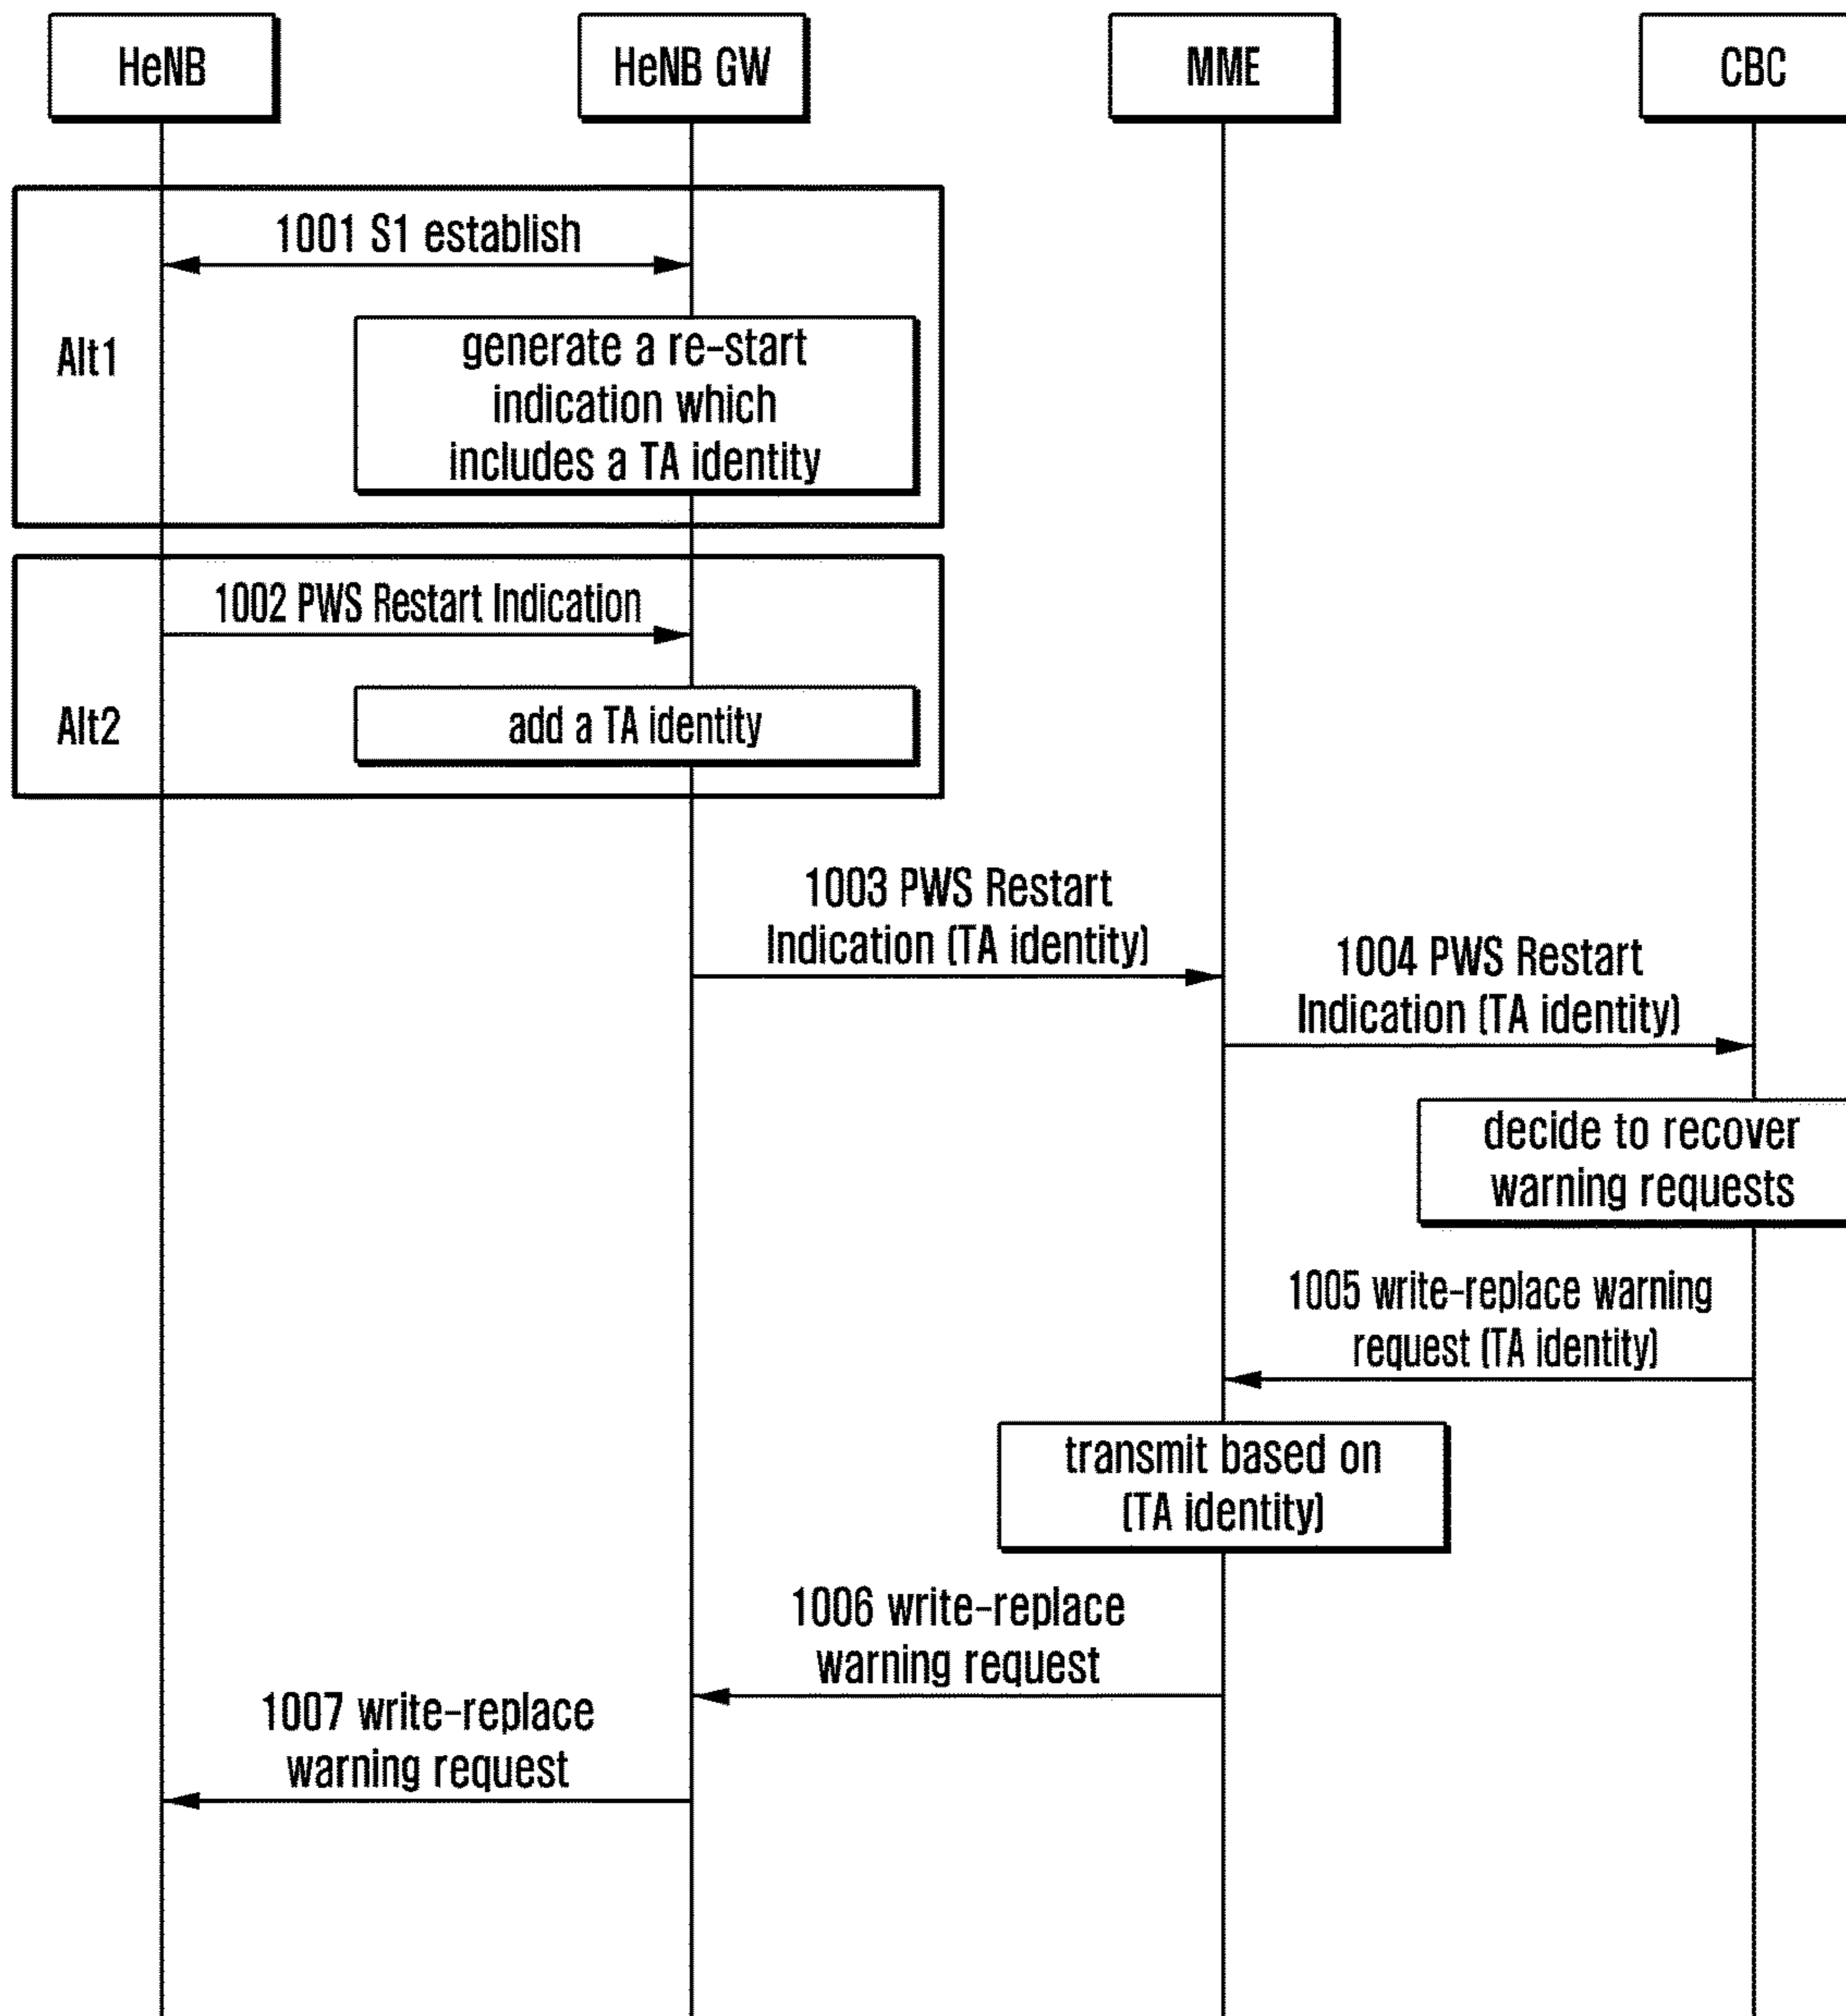 HeNB
HeNB GW
MME
CBC
1001 S1 establish
Alt1
generate a re-start
indication which
includes a TA identity
1002 PWS Restart Indication
Alt2
add a TA identity
1003 PWS Restart
Indication (TA identity)
1004 PWS Restart
Indication (TA identity)
decide to recover
warning requests
1005 write-replace warning
request (TA identity)
transmit based on
(TA identity)
1006 write-replace
warning request
1007 write-replace
warning request